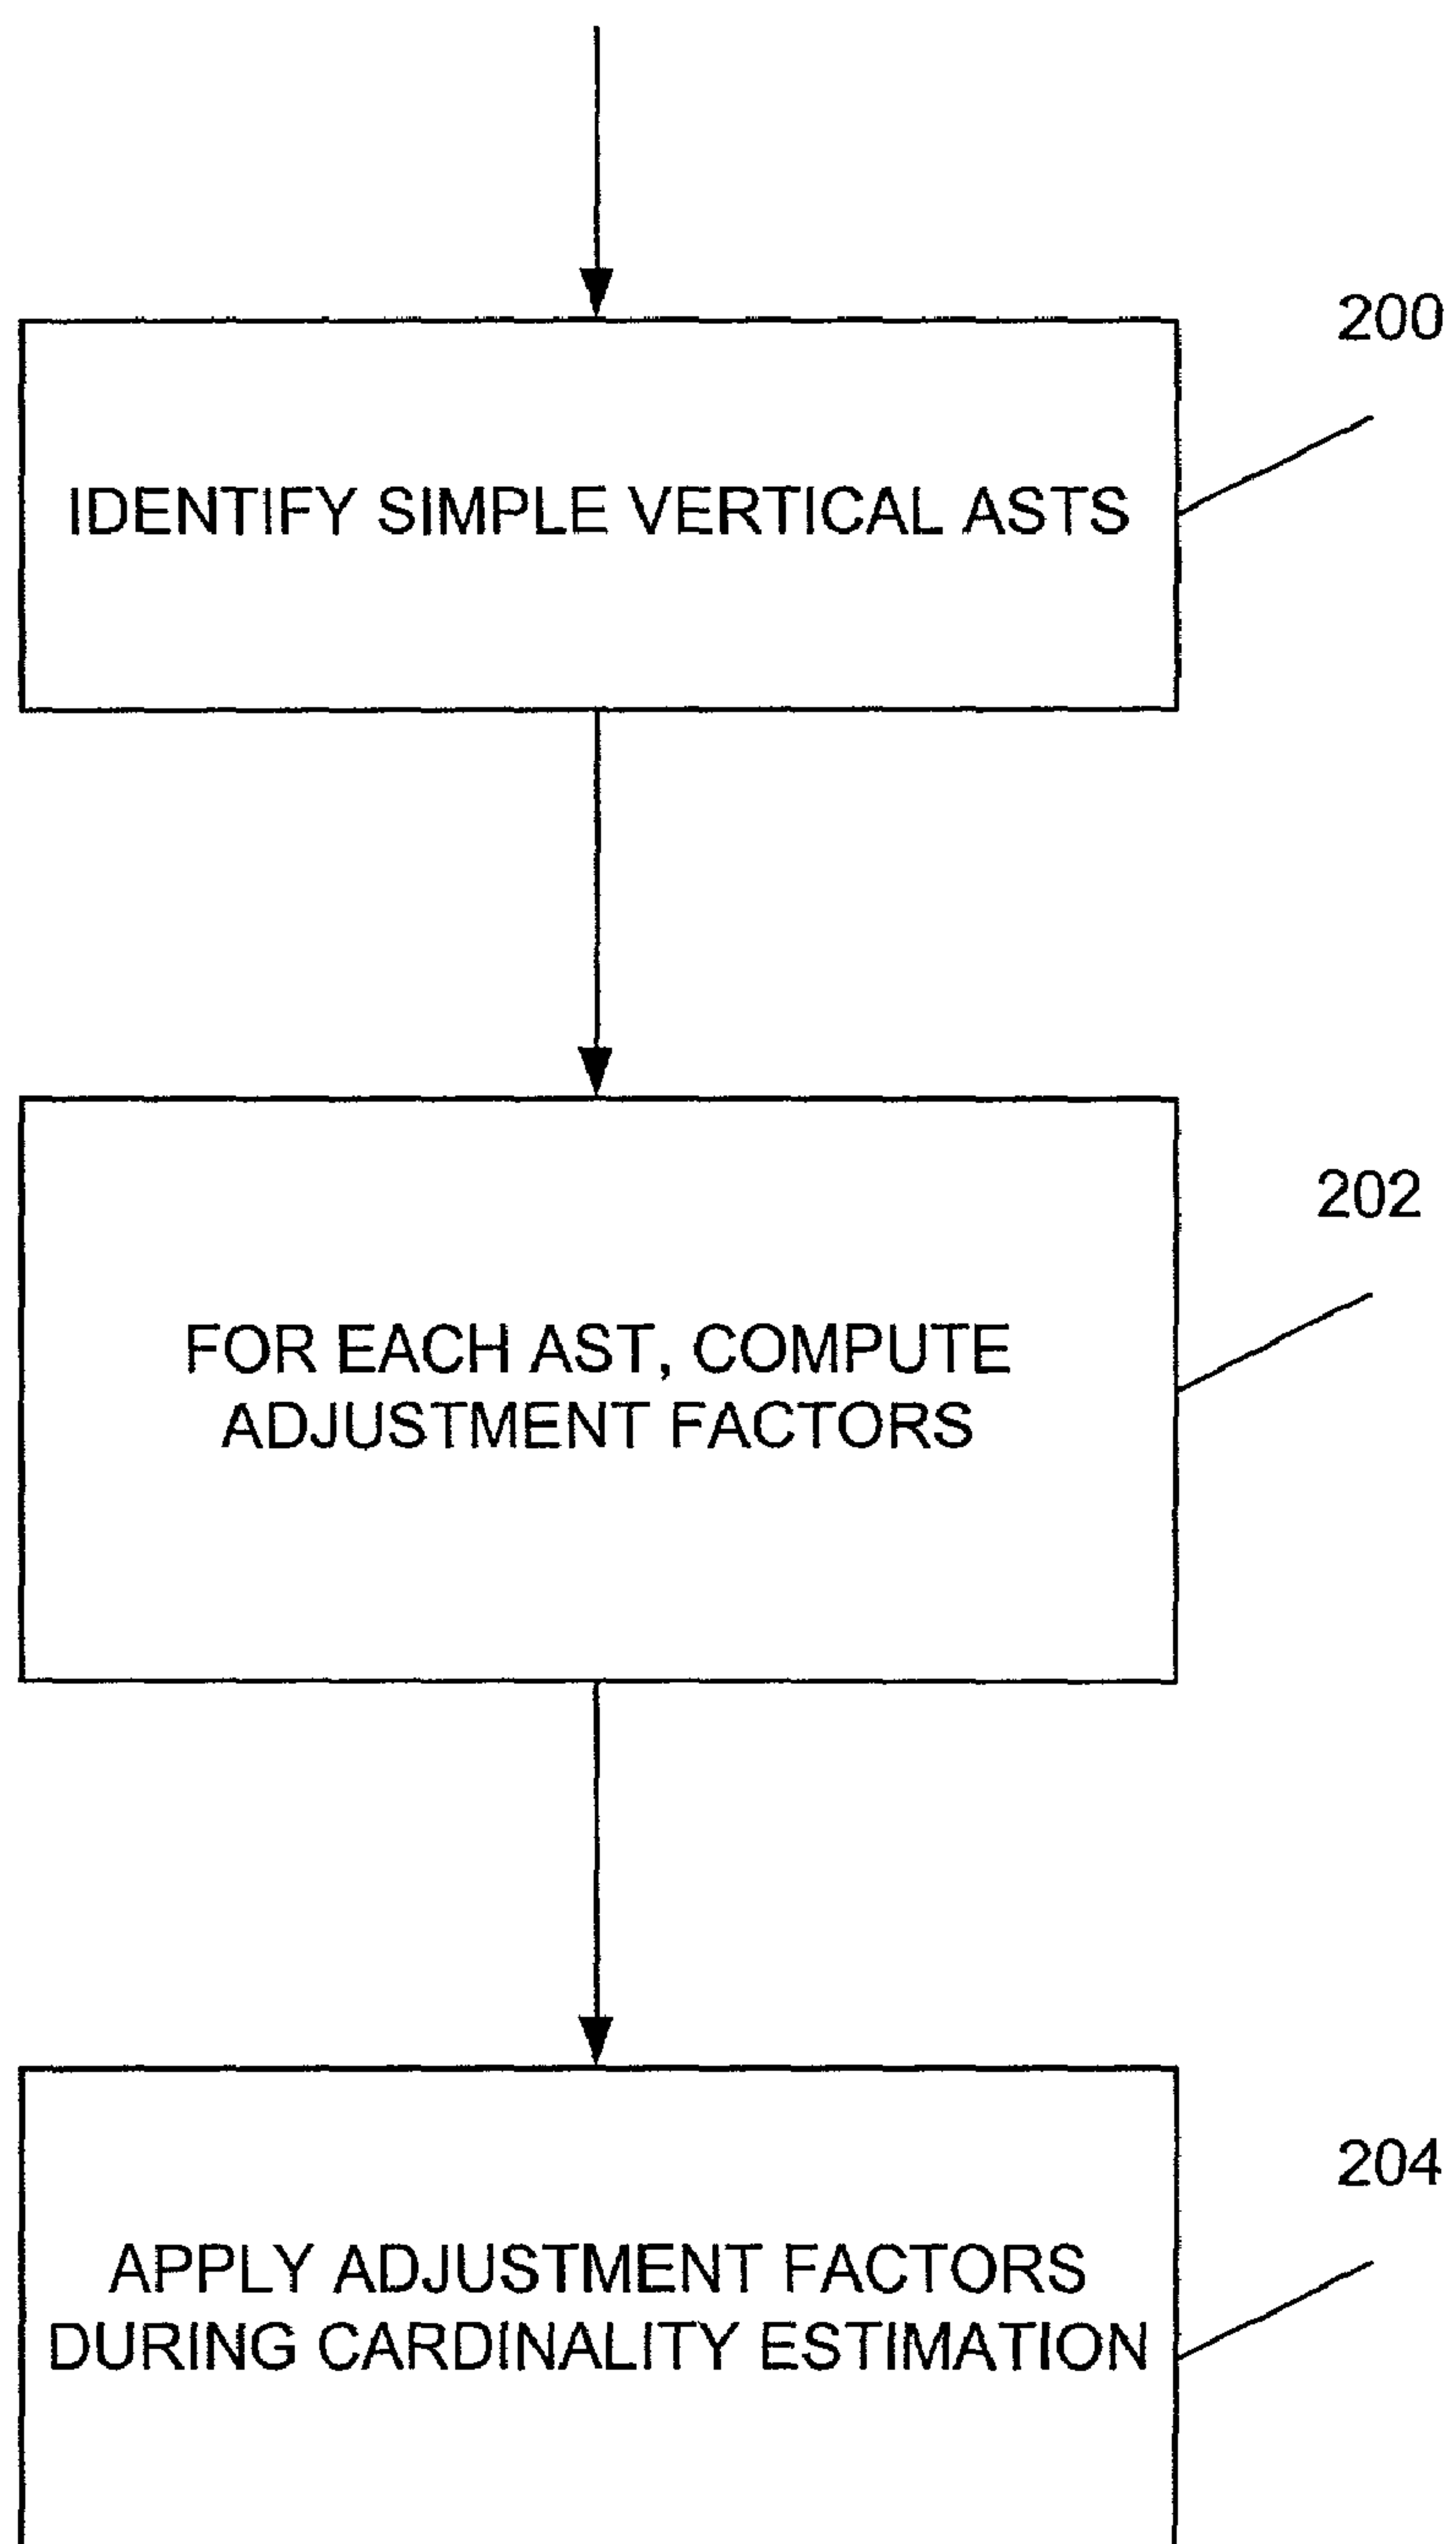 200
IDENTIFY SIMPLE VERTICAL ASTS
202
FOR EACH AST, COMPUTE
ADJUSTMENT FACTORS
204
APPLY ADJUSTMENT FACTORS
DURING CARDINALITY ESTIMATION